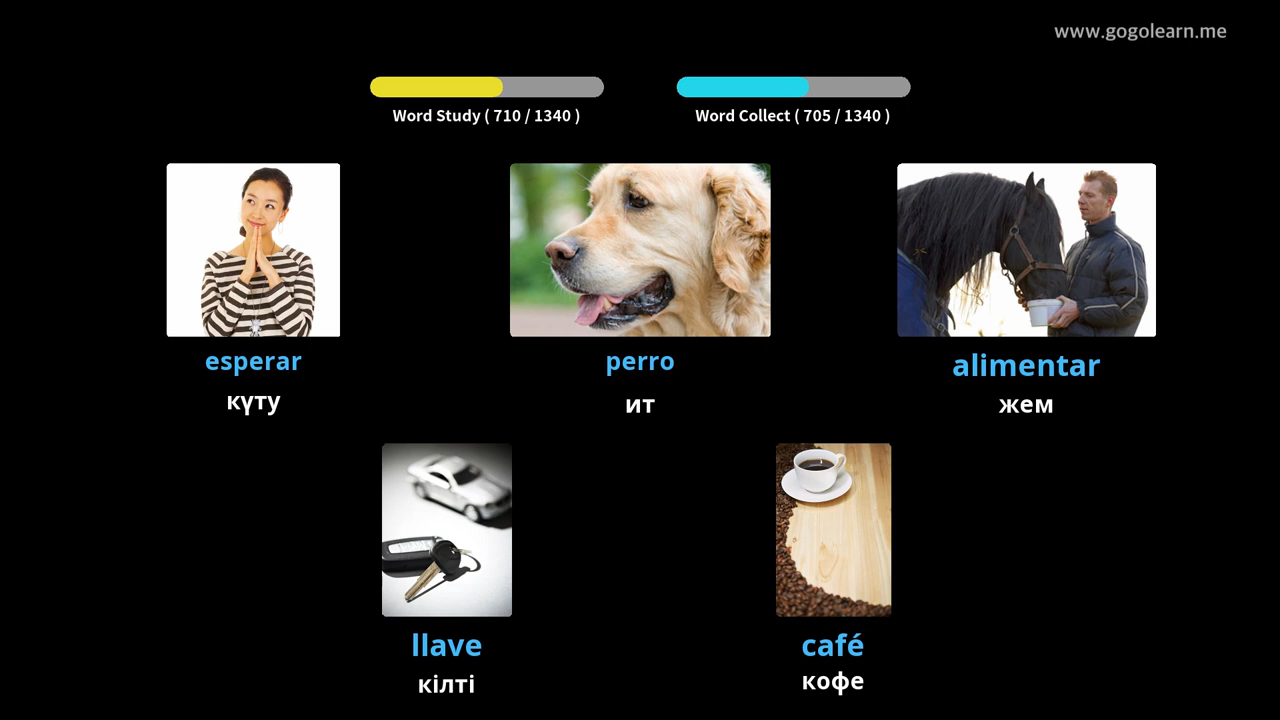 www.gogolearn.me
Word Study ( 710 / 1340 )
Word Collect ( 705 / 1340 )
esperar
күту
perro
ит
alimentar
жем
llave
кілті
café
кофе